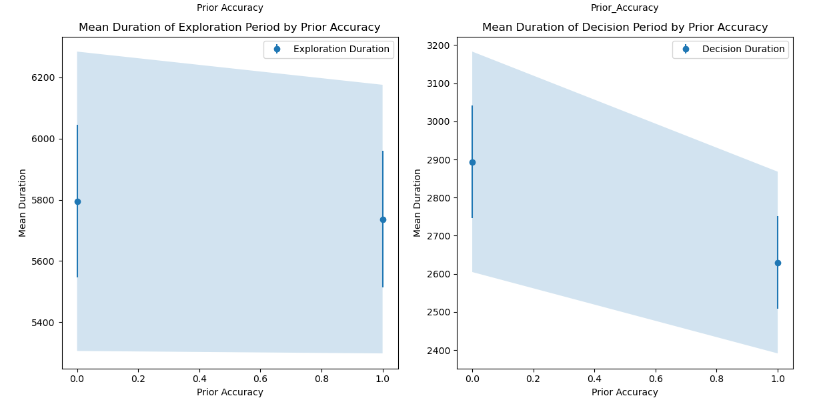 Prior Accuracy
Prior_Accuracy
Mean Duration of Exploration Period by Prior Accuracy
Exploration Duration
Mean Duration
6200
6000
5800
5600
5400
0.0 0.2 0.4 0.6 0.8 1.0
Prior Accuracy
Mean Duration of Decision Period by Prior Accuracy
Decision Duration
Mean Duration
3200
3100
3000
2900
2800
2700
2600
2500
2400
0.0 0.2 0.4 0.6 0.8 1.0
Prior Accuracy